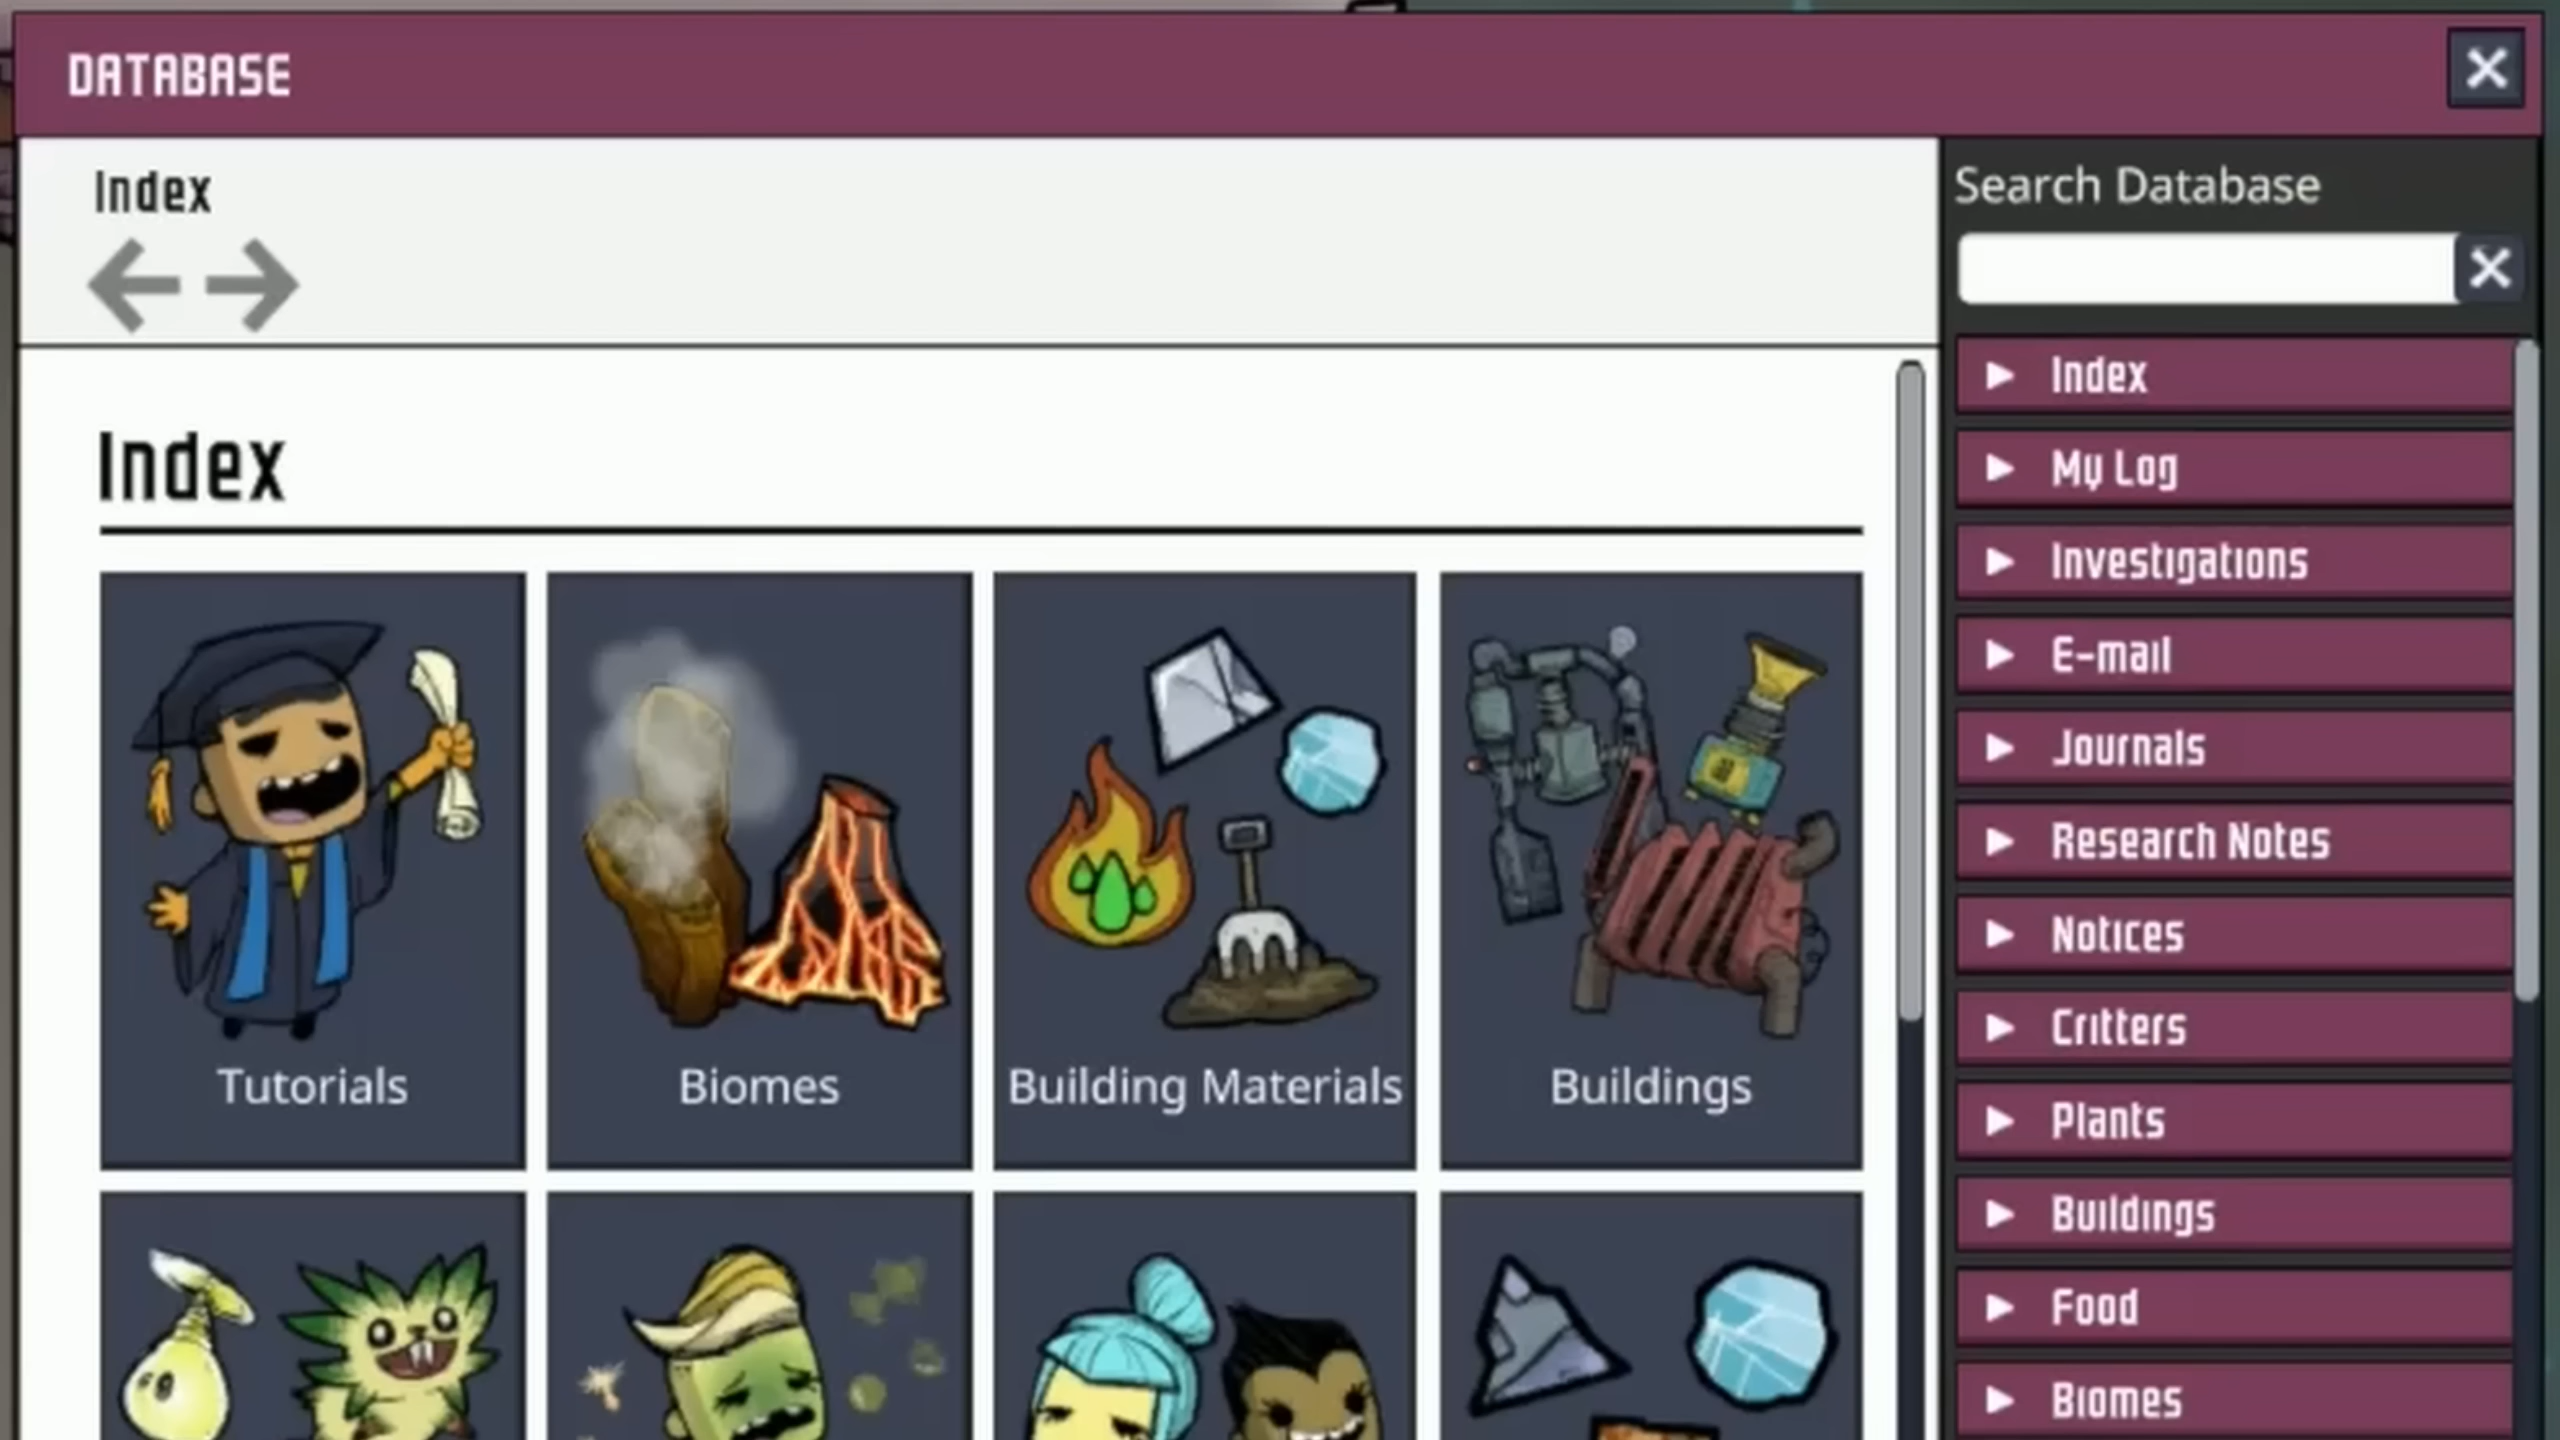 DATABASE
Index
Index
Tutorials
Biomes
Building Materials
Buildings
Search Database
Index
My Log
Investigations
E-mail
Journals
Research Notes
Notices
Critters
Plants
Buildings
Food
Biomes